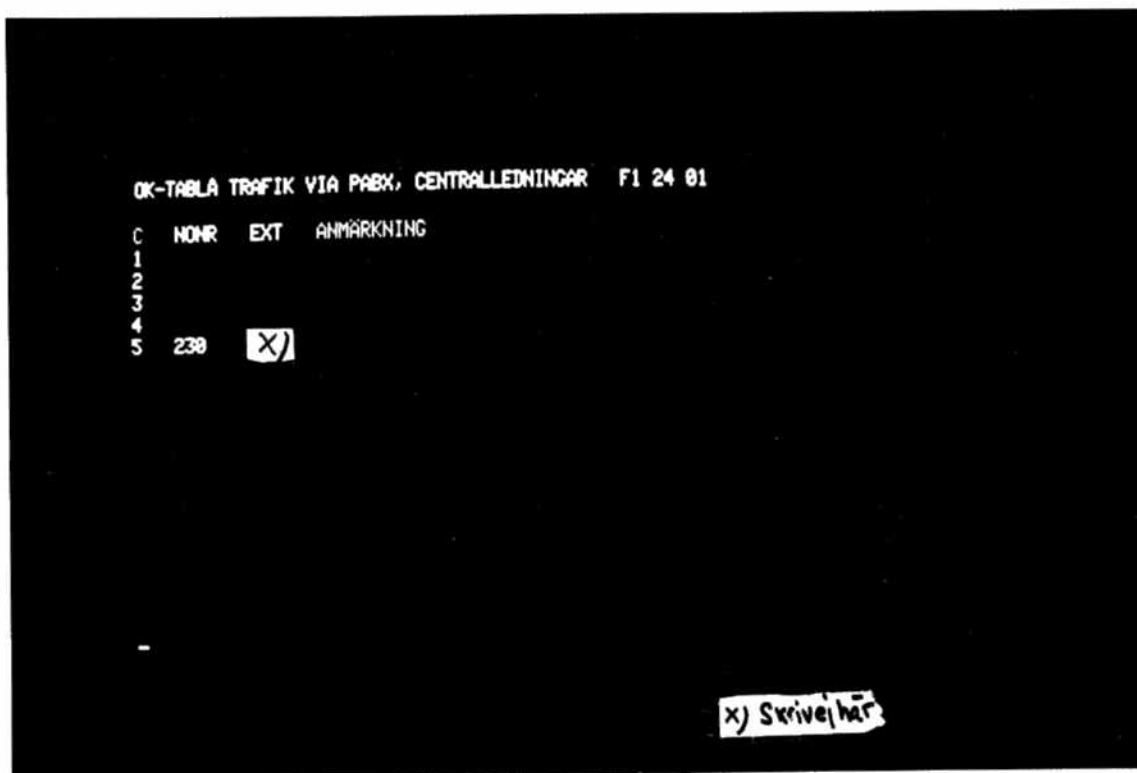 OK-TABLÅ TRAFIK VIA PABX, CENTRALLEDNINGAR F1 24 01
C NONR EXT ANMÄRKNING
1
2
3
4
5 230 X)
-
x) Skriv ej här